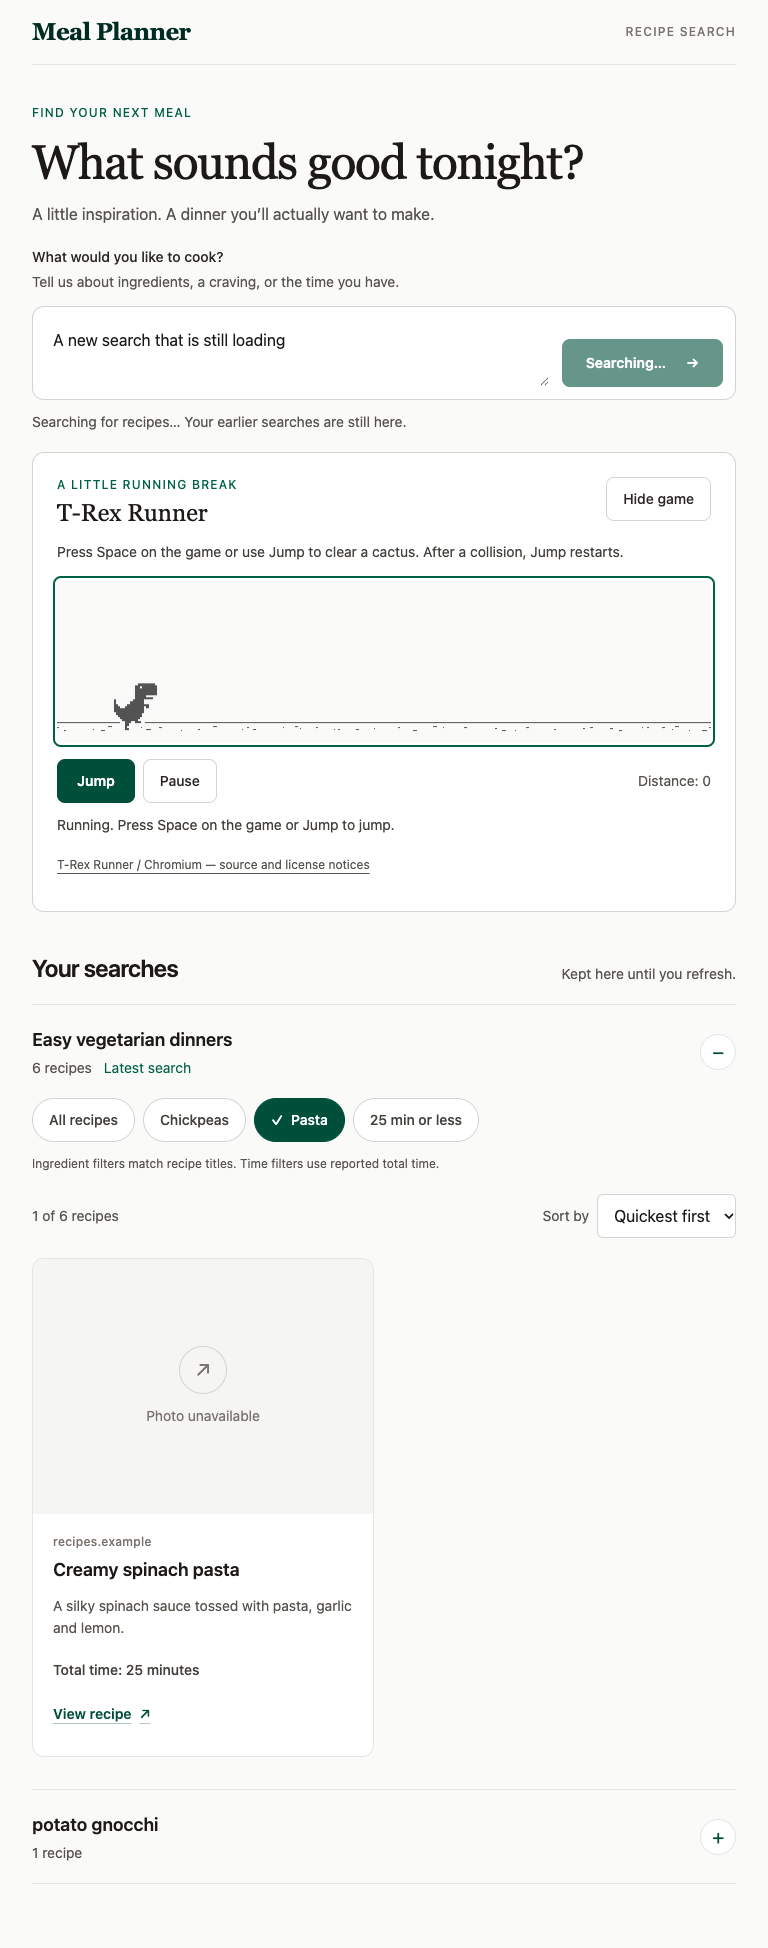 Meal Planner
RECIPE SEARCH
FIND YOUR NEXT MEAL
What sounds good tonight?
A little inspiration. A dinner you’ll actually want to make.
What would you like to cook?
Tell us about ingredients, a craving, or the time you have.
A new search that is still loading
Searching...
Searching for recipes... Your earlier searches are still here.
A LITTLE RUNNING BREAK
T-Rex Runner
Hide game
Press Space on the game or use Jump to clear a cactus. After a collision, Jump restarts.
Jump
Pause
Distance: 0
Running. Press Space on the game or Jump to jump.
T-Rex Runner / Chromium — source and license notices
Your searches
Kept here until you refresh.
Easy vegetarian dinners
6 recipes Latest search
All recipes
Chickpeas
✓ Pasta
25 min or less
Ingredient filters match recipe titles. Time filters use reported total time.
1 of 6 recipes
Sort by
Quickest first
Photo unavailable
recipes.example
Creamy spinach pasta
A silky spinach sauce tossed with pasta, garlic
and lemon.
Total time: 25 minutes
View recipe
potato gnocchi
1 recipe